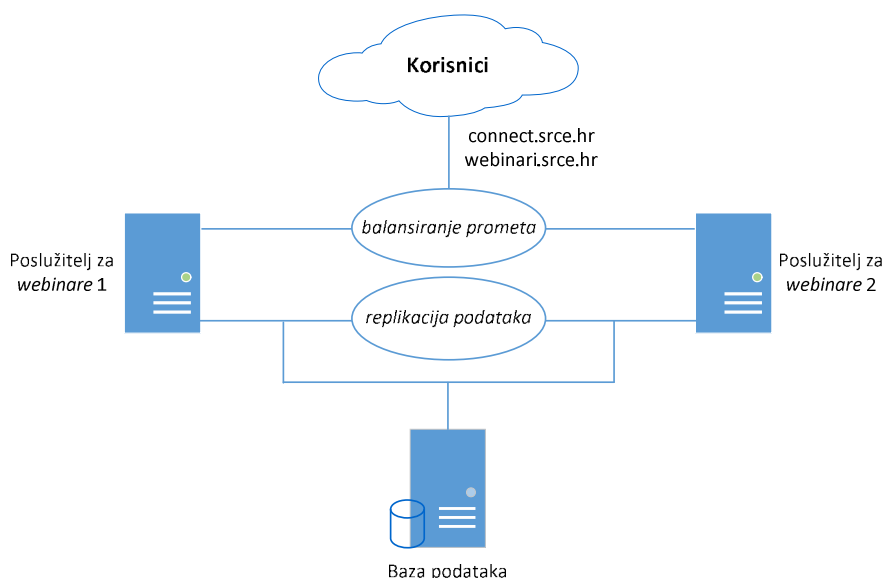 Korisnici
connect.srce.hr
webinari.srce.hr
balansiranje prometa
Poslužitelj za
webinare 1
Poslužitelj za
webinare 2
replikacija podataka
Baza podataka